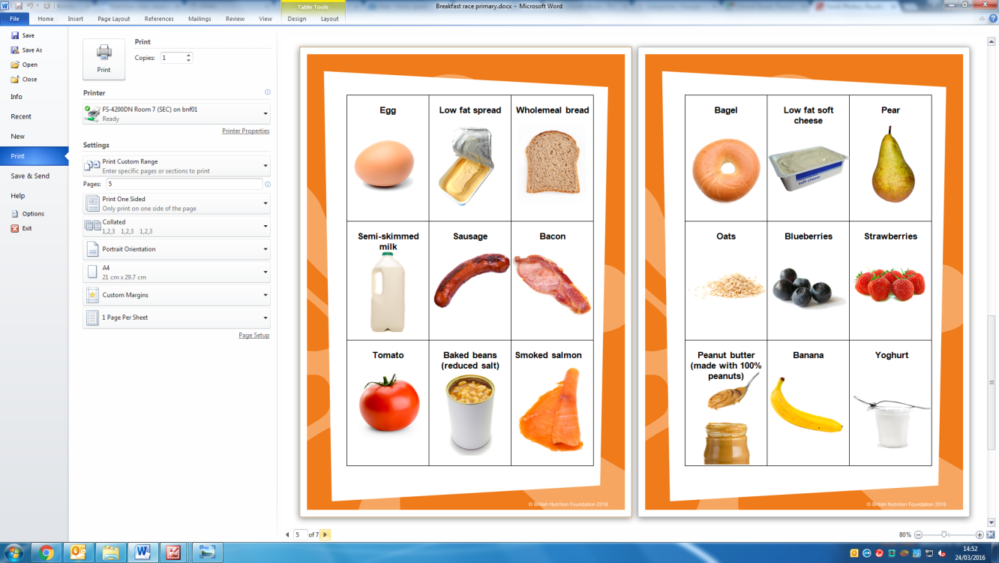 Table Tools
Breakfast race primary.docx - Microsoft Word
File Home Insert Page Layout References Mailings Review View Design Layout
Save
Save As
Open
Close
Info
Recent
New
Print
Save & Send
Help
Options
Exit
Print
Print
Copies: 1
Printer
FS-4200DN Room 7 (SEC) on bnf01
Ready
Printer Properties
Settings
Print Custom Range
Enter specific pages or sections to print
Pages: 5
Print One Sided
Only print on one side of the page
Collated
1,2,3 1,2,3 1,2,3
Portrait Orientation
A4
21 cm x 29.7 cm
Custom Margins
1 Page Per Sheet
Page Setup
Egg
Low fat spread
Wholemeal bread
Semi-skimmed
milk
Sausage
Bacon
Tomato
Baked beans
(reduced salt)
Smoked salmon
© British Nutrition Foundation 2016
Bagel
Low fat soft
cheese
soft cheese
Pear
Oats
Blueberries
Strawberries
Peanut butter
(made with 100%
peanuts)
Banana
Yoghurt
© British Nutrition Foundation 2016
5 of 7
80%
14:52
24/03/2016